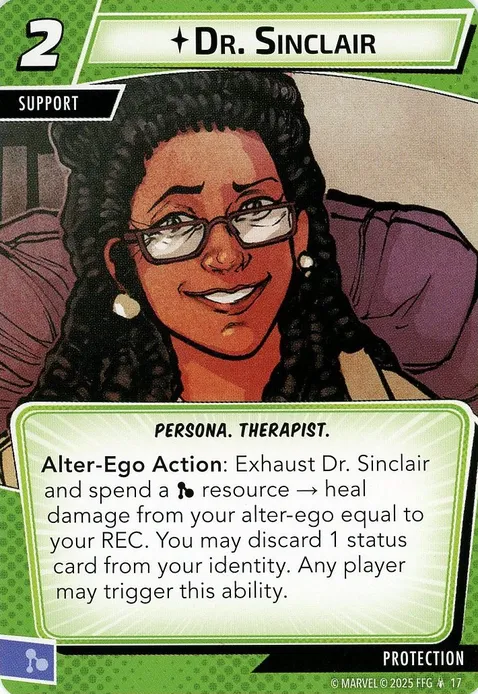 2
DR. SINCLAIR
SUPPORT
PERSONA. THERAPIST.
Alter-Ego Action: Exhaust Dr. Sinclair
and spend a resource → heal
damage from your alter-ego equal to
your REC. You may discard 1 status
card from your identity. Any player
may trigger this ability.
PROTECTION
© MARVEL © 2025 FFG 17